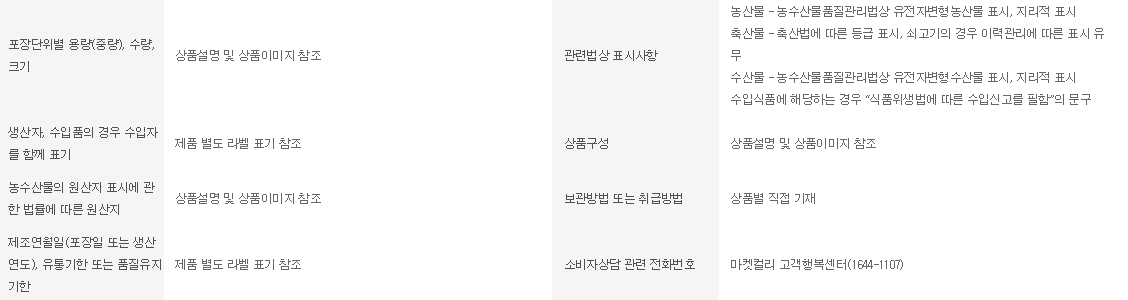 포장단위별 용량(중량), 수량,
크기
상품설명 및 상품이미지 참조
관련법상 표시사항
농산물 - 농수산물품질관리법상 유전자변형농산물 표시, 지리적 표시
축산물 - 축산법에 따른 등급 표시, 쇠고기의 경우 이력관리에 따른 표시 유
무
수산물 - 농수산물품질관리법상 유전자변형수산물 표시, 지리적 표시
수입식품에 해당하는 경우 “식품위생법에 따른 수입신고를 필함”의 문구
생산자, 수입품의 경우 수입자
를 함께 표기
제품 별도 라벨 표기 참조
상품구성
상품설명 및 상품이미지 참조
농수산물의 원산지 표시에 관
한 법률에 따른 원산지
상품설명 및 상품이미지 참조
보관방법 또는 취급방법
상품별 직접 기재
제조연월일(포장일 또는 생산
연도), 유통기한 또는 품질유지
기한
제품 별도 라벨 표기 참조
소비자상담 관련 전화번호
마켓컬리 고객행복센터(1644-1107)